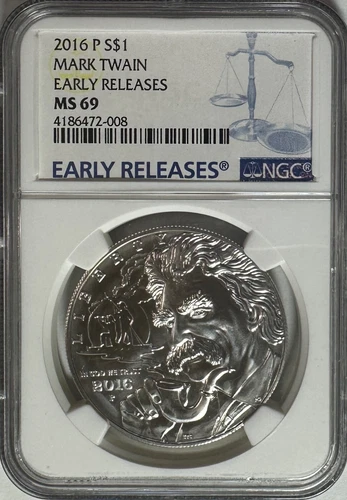 2016 P S$1
MARK TWAIN
EARLY RELEASES
MS 69
4186472-008
EARLY RELEASES®
NGC®
LIBERTY
IN GOD WE TRUST
2016
P